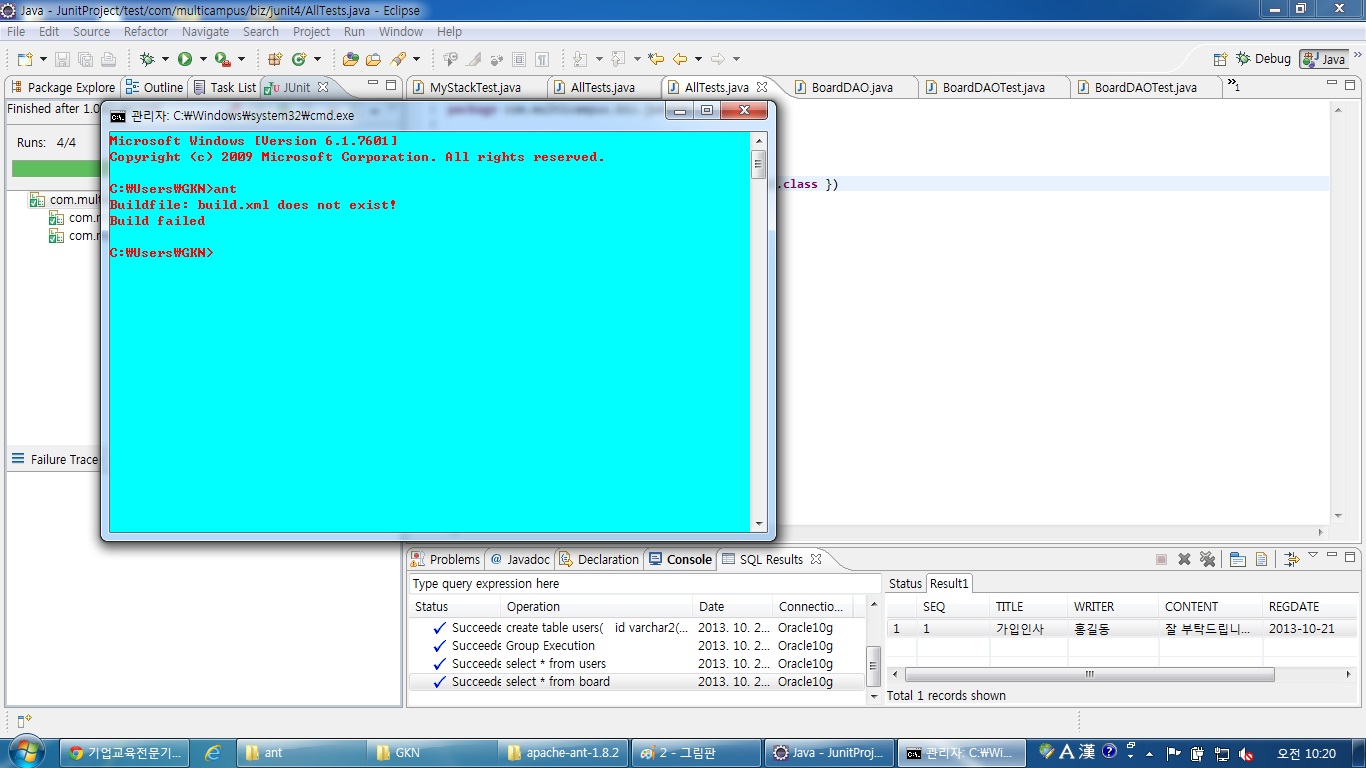 Java - JunitProject/test/com/multicampus/biz/junit4/AllTests.java - Eclipse
File Edit Source Refactor Navigate Search Project Run Window Help
Debug Java
Package Explore Outline Task List JUnit MyStackTest.java AllTests.java AllTests.java BoardDAO.java BoardDAOTest.java BoardDAOTest.java 1
Finished after 1.0
관리자: C:₩Windows₩system32₩cmd.exe
Runs: 4/4
Microsoft Windows [Version 6.1.7601]
Copyright (c) 2009 Microsoft Corporation. All rights reserved.
.class })
C:₩Users₩GKN>ant
com.mul
Buildfile: build.xml does not exist!
com.
Build failed
com.
C:₩Users₩GKN>
Failure Trace
Problems Javadoc Declaration Console SQL Results
Type query expression here
Status Result1
Status Operation Date Connectio...
SEQ TITLE WRITER CONTENT REGDATE
Succeede create table users( id varchar2(... 2013. 10. 2... Oracle10g
1 1 가입인사 홍길동 잘 부탁드립니... 2013-10-21
Succeede Group Execution 2013. 10. 2... Oracle10g
Succeede select * from users 2013. 10. 2... Oracle10g
Succeede select * from board 2013. 10. 2... Oracle10g
Total 1 records shown
기업교육전문기... ant GKN apache-ant-1.8.2 2 - 그림판 Java - JunitProj... 관리자: C:₩Wi... A 漢 오전 10:20